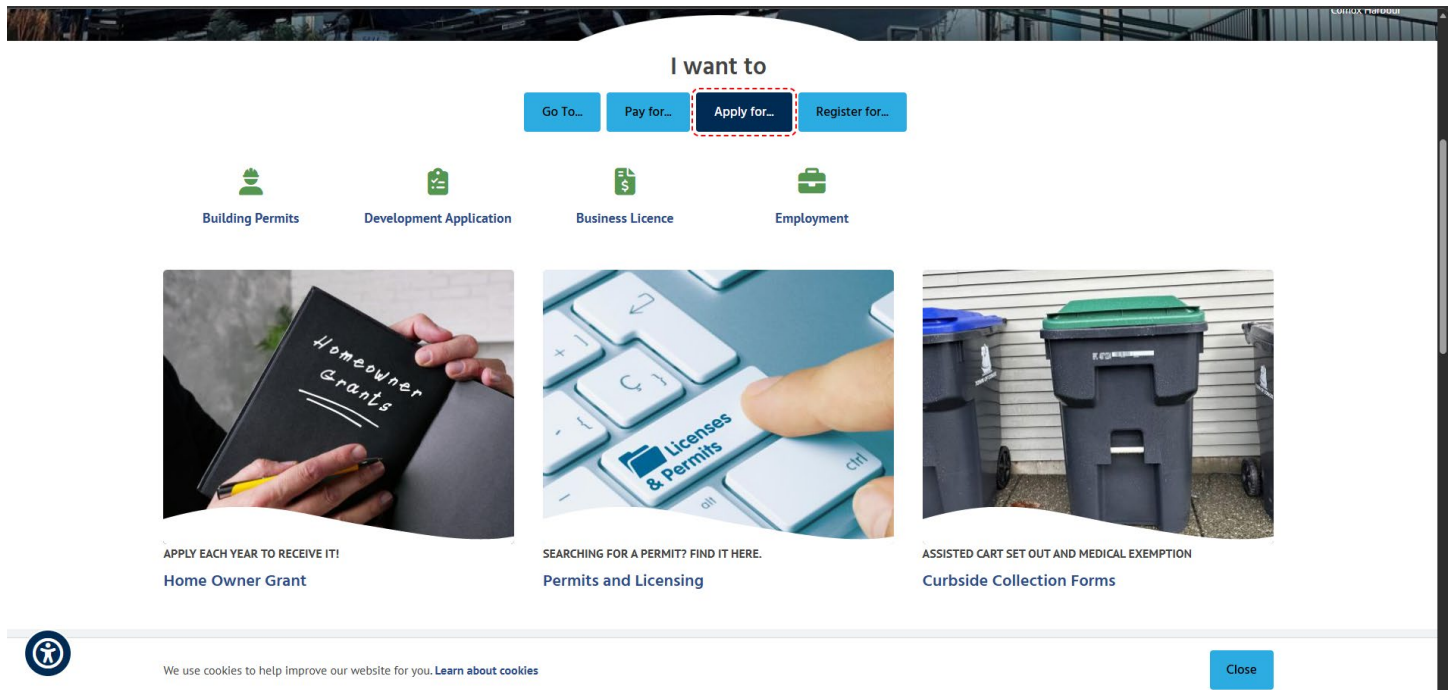 Comox Harbour
I want to
Go To...
Pay for...
Apply for...
Register for...
Building Permits
Development Application
Business Licence
Employment
Homeowner
Grants
Licenses
& Permits
ctrl
alt
APPLY EACH YEAR TO RECEIVE IT!
Home Owner Grant
SEARCHING FOR A PERMIT? FIND IT HERE.
Permits and Licensing
ASSISTED CART SET OUT AND MEDICAL EXEMPTION
Curbside Collection Forms
We use cookies to help improve our website for you. Learn about cookies
Close